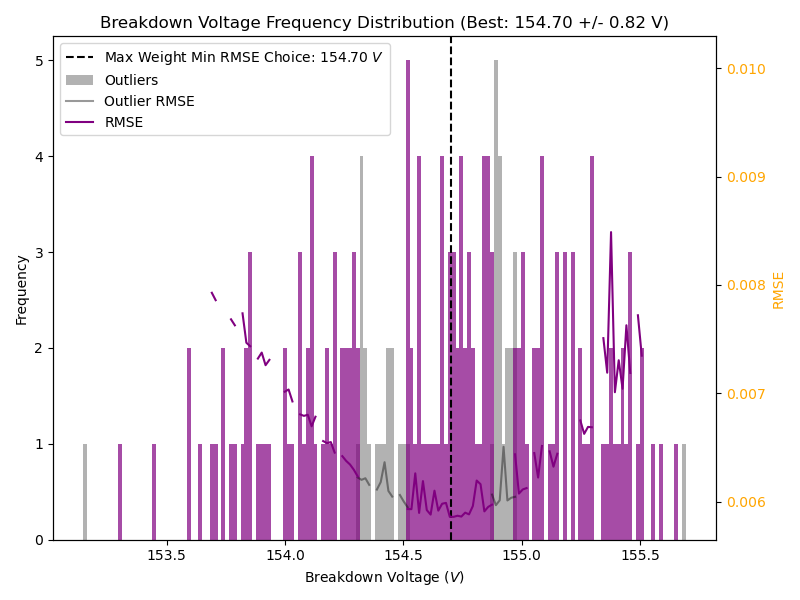 Breakdown Voltage Frequency Distribution (Best: 154.70 +/- 0.82 V)
Max Weight Min RMSE Choice: 154.70 V
Outliers
Outlier RMSE
RMSE
Frequency
5
4
3
2
1
0
0.010
0.009
0.008
0.007
0.006
RMSE
153.5 154.0 154.5 155.0 155.5
Breakdown Voltage (V)